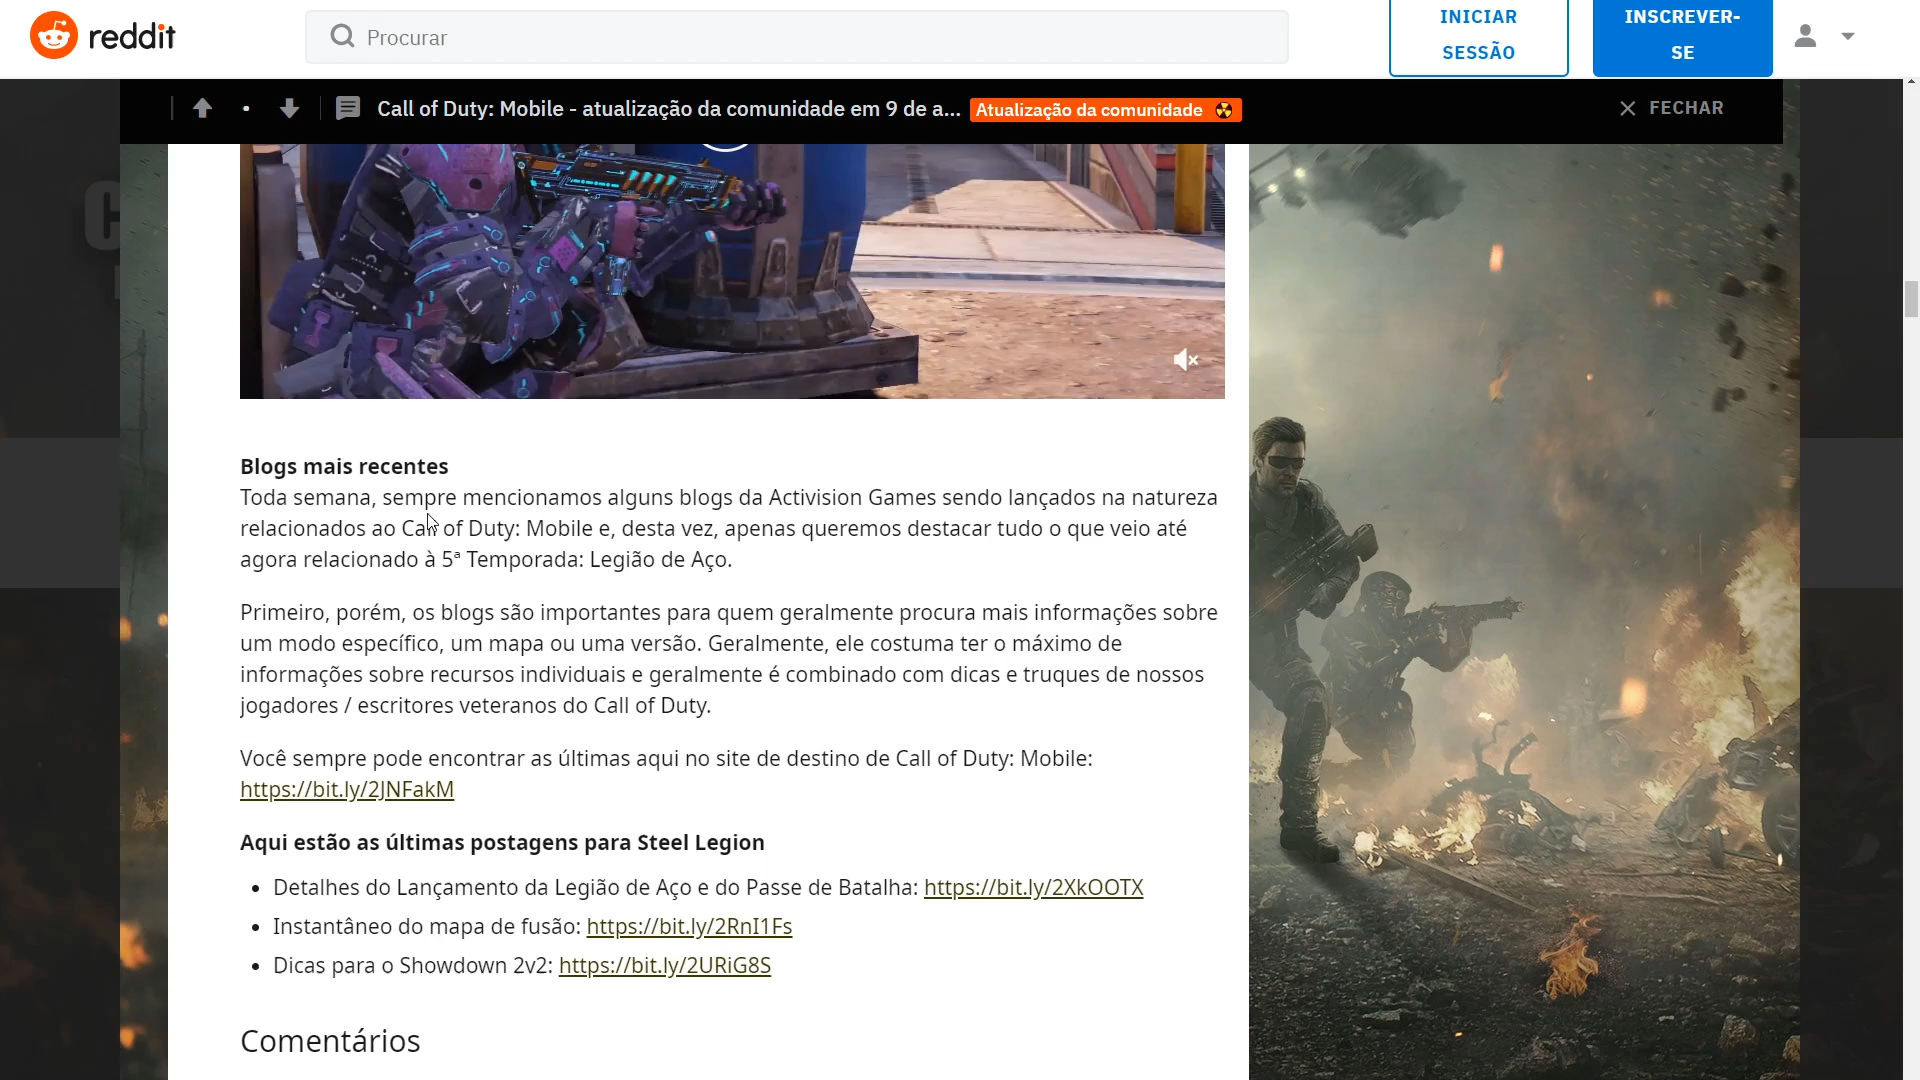 reddit
Procurar
INICIAR
SESSÃO
INSCREVER-
SE
Call of Duty: Mobile - atualização da comunidade em 9 de a...
Atualização da comunidade
FECHAR
Blogs mais recentes
Toda semana, sempre mencionamos alguns blogs da Activision Games sendo lançados na natureza
relacionados ao Call of Duty: Mobile e, desta vez, apenas queremos destacar tudo o que veio até
agora relacionado à 5ª Temporada: Legião de Aço.
Primeiro, porém, os blogs são importantes para quem geralmente procura mais informações sobre
um modo específico, um mapa ou uma versão. Geralmente, ele costuma ter o máximo de
informações sobre recursos individuais e geralmente é combinado com dicas e truques de nossos
jogadores / escritores veteranos do Call of Duty.
Você sempre pode encontrar as últimas aqui no site de destino de Call of Duty: Mobile:
https://bit.ly/2JNFakM
Aqui estão as últimas postagens para Steel Legion
Detalhes do Lançamento da Legião de Aço e do Passe de Batalha: https://bit.ly/2XkOOTX
Instantâneo do mapa de fusão: https://bit.ly/2RnI1Fs
Dicas para o Showdown 2v2: https://bit.ly/2URiG8S
Comentários